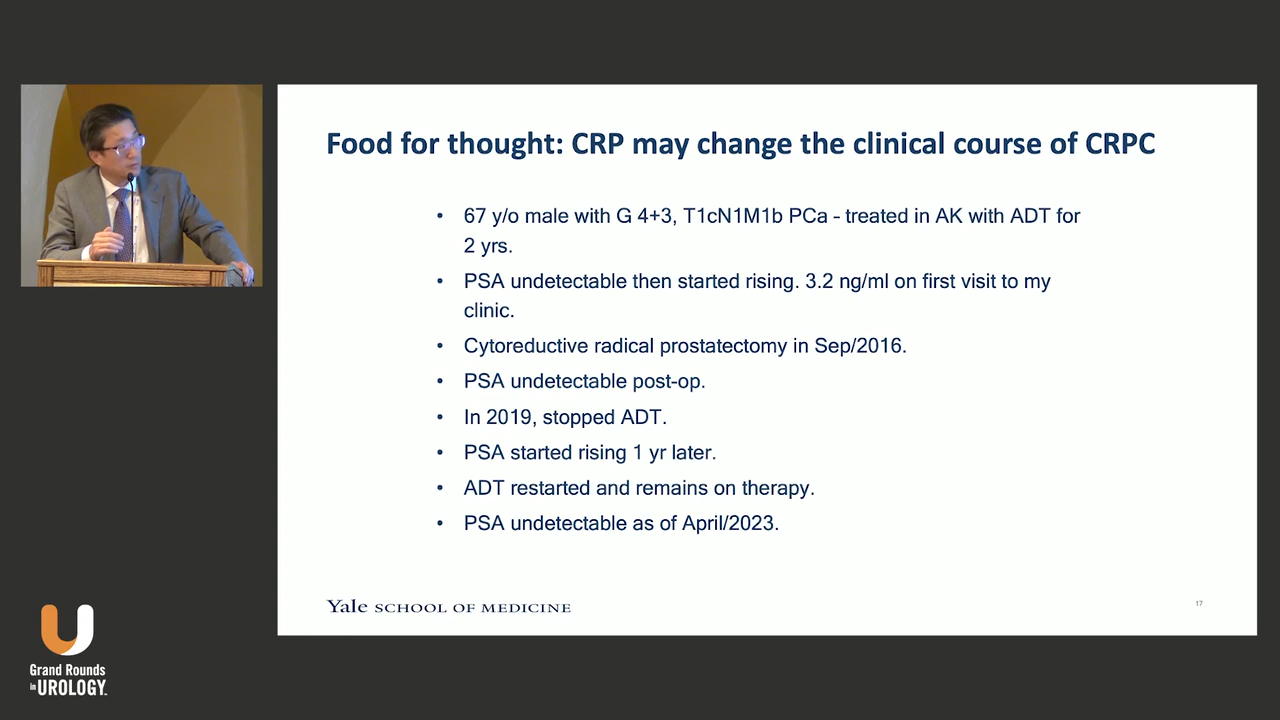 Food for thought: CRP may change the clinical course of CRPC
• 67 y/o male with G 4+3, T1cN1M1b PCa - treated in AK with ADT for
2 yrs.
• PSA undetectable then started rising. 3.2 ng/ml on first visit to my
clinic.
• Cytoreductive radical prostatectomy in Sep/2016.
• PSA undetectable post-op.
• In 2019, stopped ADT.
• PSA started rising 1 yr later.
• ADT restarted and remains on therapy.
• PSA undetectable as of April/2023.
Yale SCHOOL OF MEDICINE
17
Grand Rounds
in UROLOGY